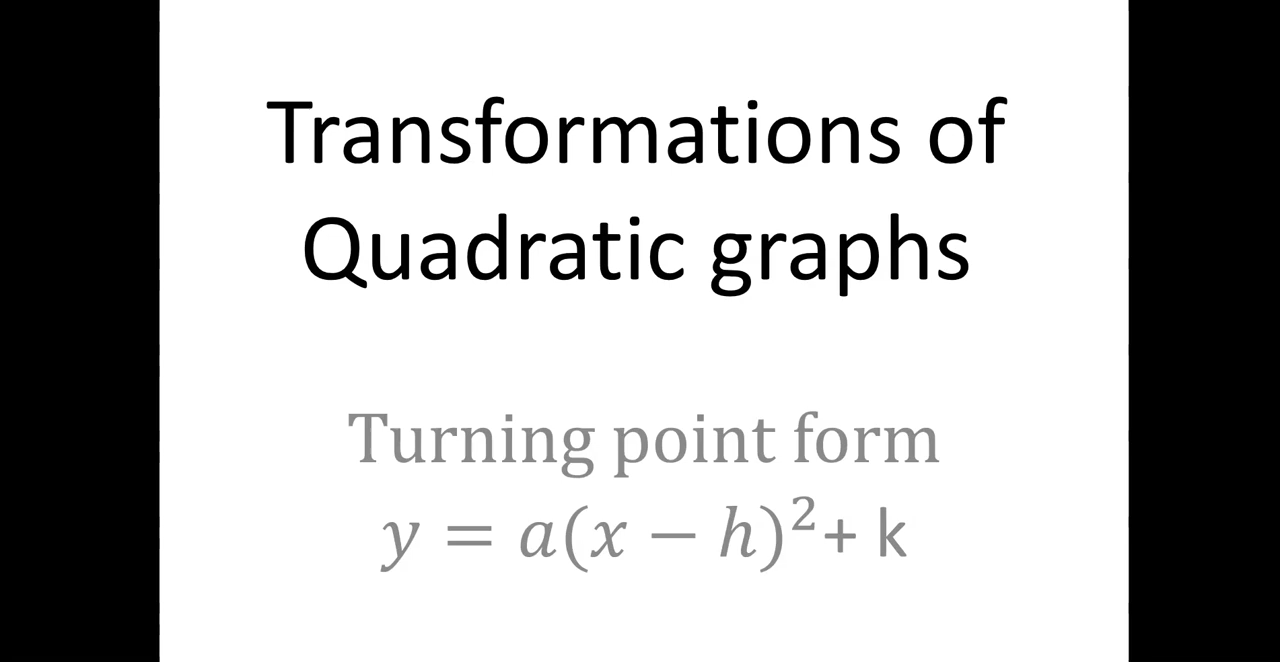 Transformations of
Quadratic graphs
Turning point form
y = a(x − h)²+ k